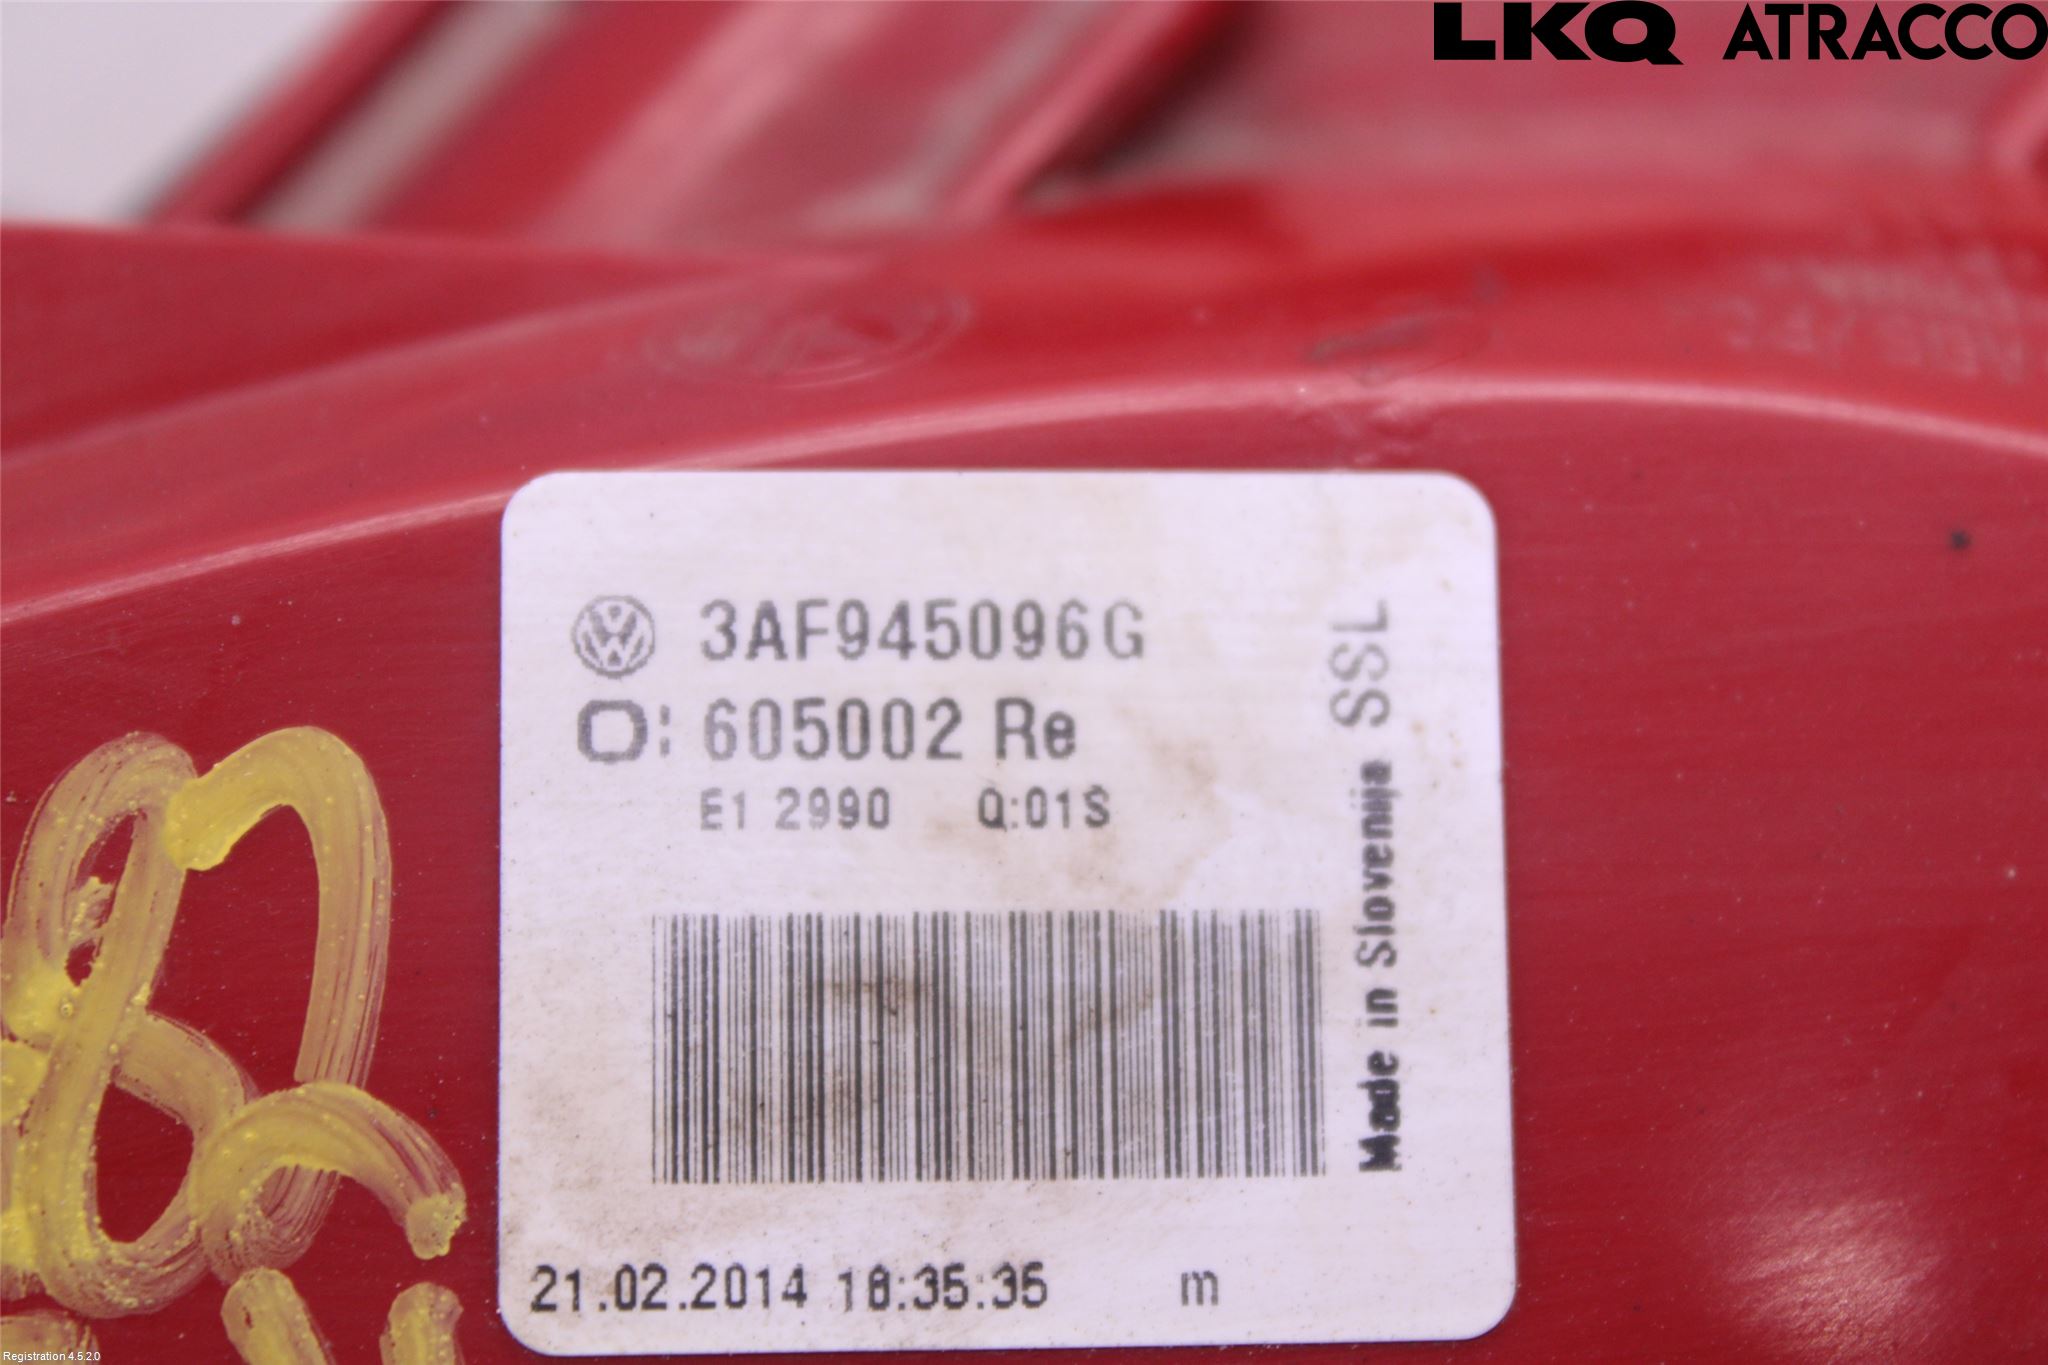 LKQ ATRACCO
3AF945096G
605002 Re
E1 2990 Q:01S
Made in Slovenija SSL
21.02.2014 18:35:35 m
Registration 4.5.2.0